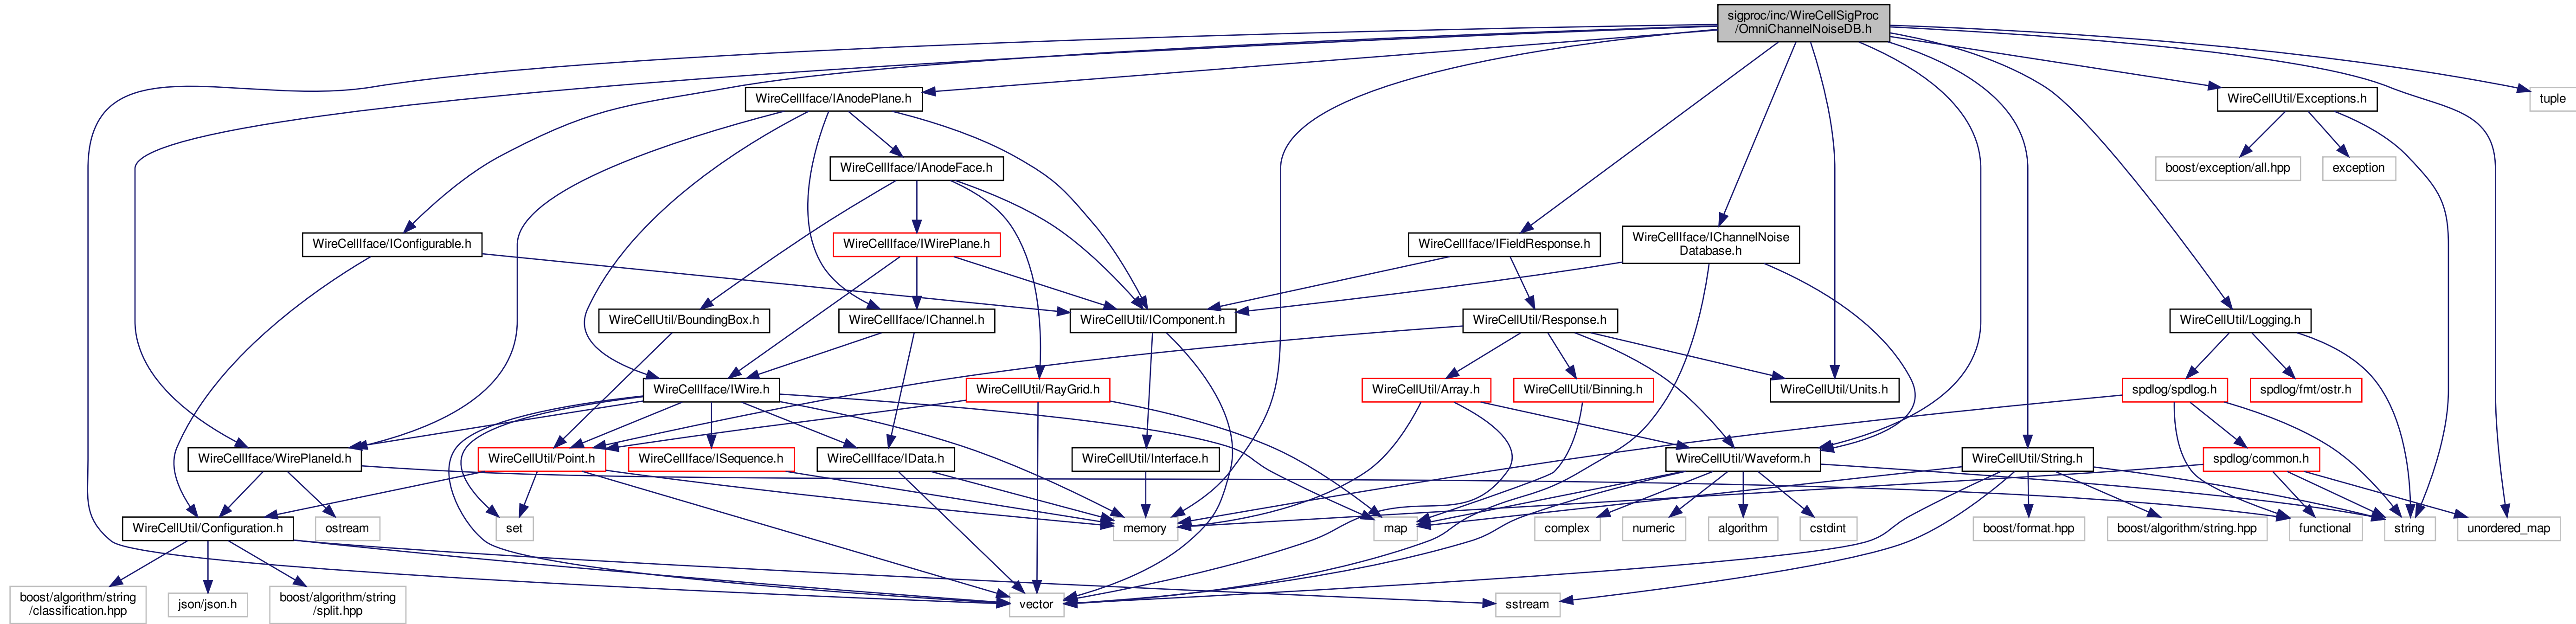 sigproc/inc/WireCellSigProc
/OmniChannelNoiseDB.h
WireCellIface/IAnodePlane.h
WireCellUtil/Exceptions.h
tuple
WireCellIface/IAnodeFace.h
boost/exception/all.hpp
exception
WireCellIface/IConfigurable.h
WireCellIface/IWirePlane.h
WireCellIface/IFieldResponse.h
WireCellIface/IChannelNoise
Database.h
WireCellUtil/BoundingBox.h
WireCellIface/IChannel.h
WireCellUtil/IComponent.h
WireCellUtil/Response.h
WireCellUtil/Logging.h
WireCellIface/IWire.h
WireCellUtil/RayGrid.h
WireCellUtil/Array.h
WireCellUtil/Binning.h
WireCellUtil/Units.h
spdlog/spdlog.h
spdlog/fmt/ostr.h
WireCellIface/WirePlaneId.h
WireCellUtil/Point.h
WireCellIface/ISequence.h
WireCellIface/IData.h
WireCellUtil/Interface.h
WireCellUtil/Waveform.h
WireCellUtil/String.h
spdlog/common.h
WireCellUtil/Configuration.h
ostream
set
memory
map
complex
numeric
algorithm
cstdint
boost/format.hpp
boost/algorithm/string.hpp
functional
string
unordered_map
boost/algorithm/string
/classification.hpp
json/json.h
boost/algorithm/string
/split.hpp
vector
sstream